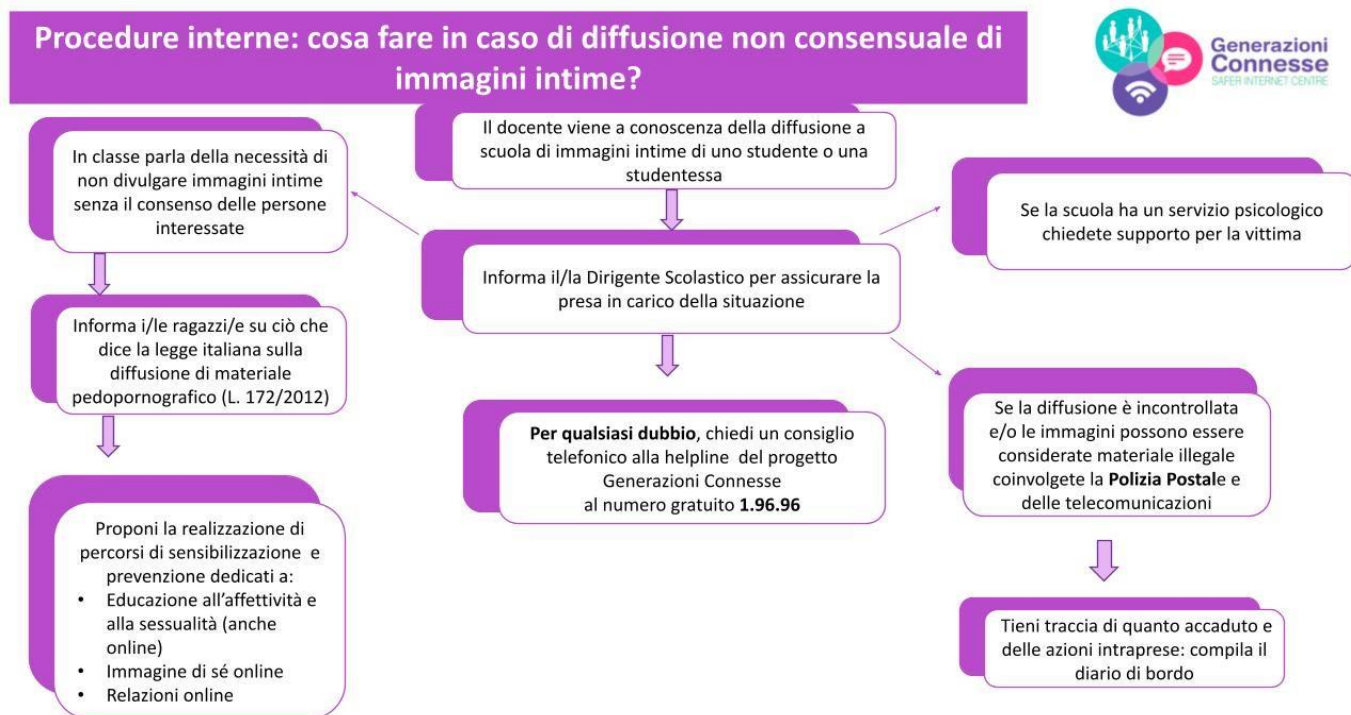 Procedure interne: cosa fare in caso di diffusione non consensuale di
immagini intime?
Generazioni
Connesse
SAFER INTERNET CENTRE
Il docente viene a conoscenza della diffusione a
scuola di immagini intime di uno studente o una
studentessa
In classe parla della necessità di
non divulgare immagini intime
senza il consenso delle persone
interessate
Se la scuola ha un servizio psicologico
chiedete supporto per la vittima
Informa il/la Dirigente Scolastico per assicurare la
presa in carico della situazione
Informa i/le ragazzi/e su ciò che
dice la legge italiana sulla
diffusione di materiale
pedopornografico (L. 172/2012)
Per qualsiasi dubbio, chiedi un consiglio
telefonico alla helpline del progetto
Generazioni Connesse
al numero gratuito 1.96.96
Se la diffusione è incontrollata
e/o le immagini possono essere
considerate materiale illegale
coinvolgete la Polizia Postale e
delle telecomunicazioni
Proponi la realizzazione di
percorsi di sensibilizzazione e
prevenzione dedicati a:
• Educazione all'affettività e
alla sessualità (anche
online)
• Immagine di sé online
• Relazioni online
Tieni traccia di quanto accaduto e
delle azioni intraprese: compila il
diario di bordo